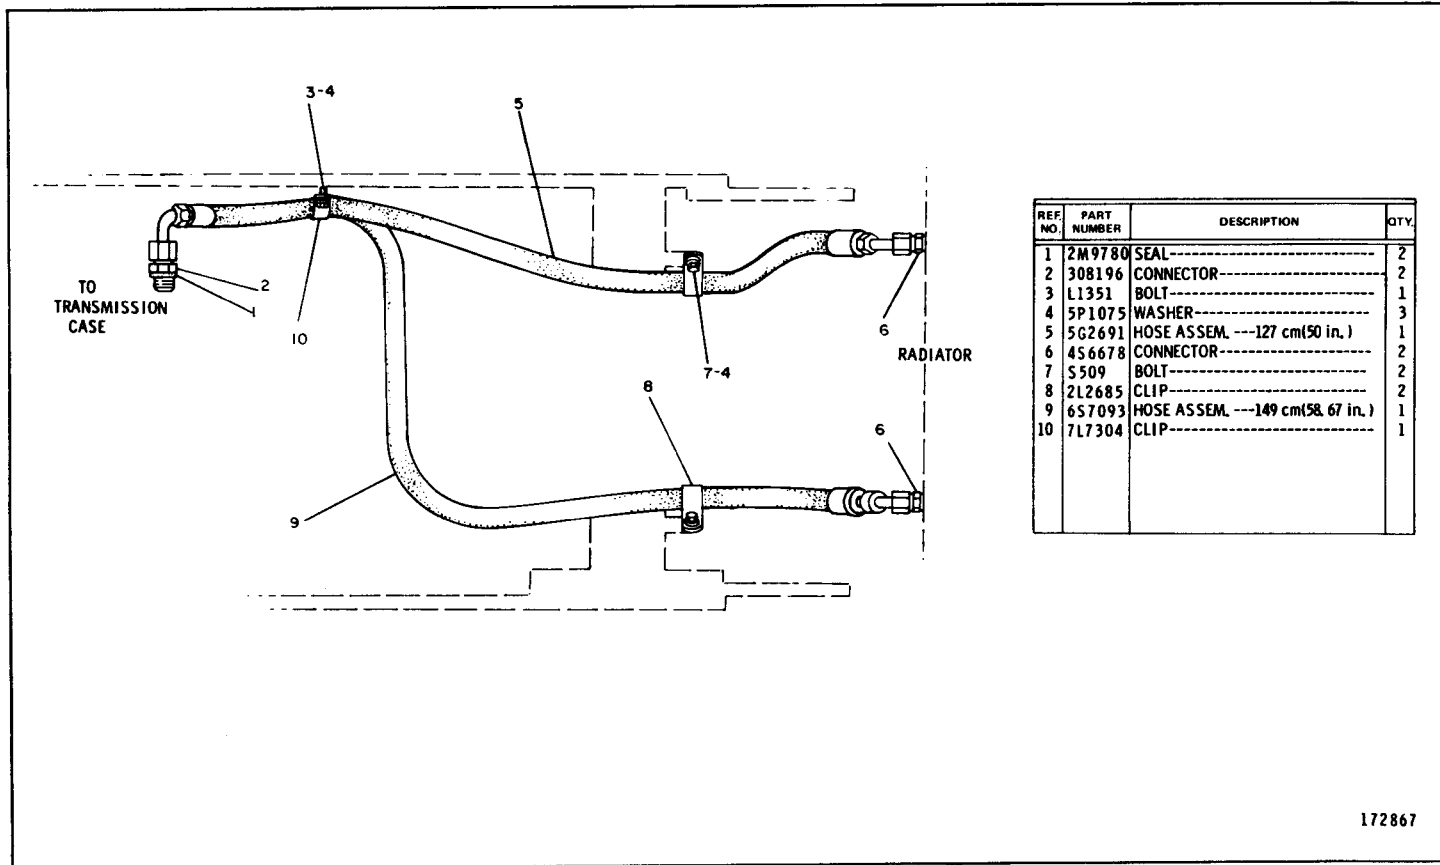 3-4
5
TO
TRANSMISSION
CASE
2
1
10
6
RADIATOR
7-4
8
6
9
REF. NO. PART NUMBER DESCRIPTION QTY.
1 2M9780 SEAL 2
2 308196 CONNECTOR 2
3 L1351 BOLT 1
4 5P1075 WASHER 3
5 5G2691 HOSE ASSEM. ---127 cm(50 in.) 1
6 4S6678 CONNECTOR 2
7 S509 BOLT 2
8 2L2685 CLIP 2
9 6S7093 HOSE ASSEM. ---149 cm(58.67 in.) 1
10 7L7304 CLIP 1
172867